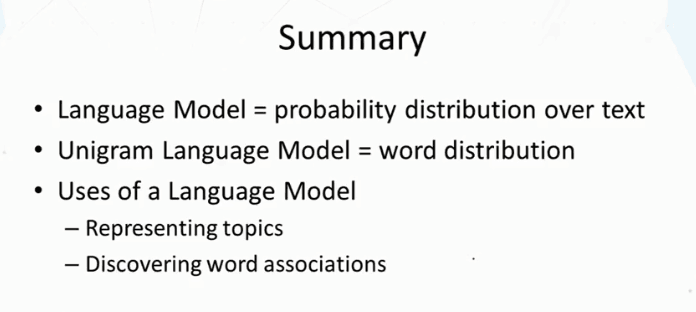 Summary
• Language Model = probability distribution over text
• Unigram Language Model = word distribution
• Uses of a Language Model
– Representing topics
– Discovering word associations